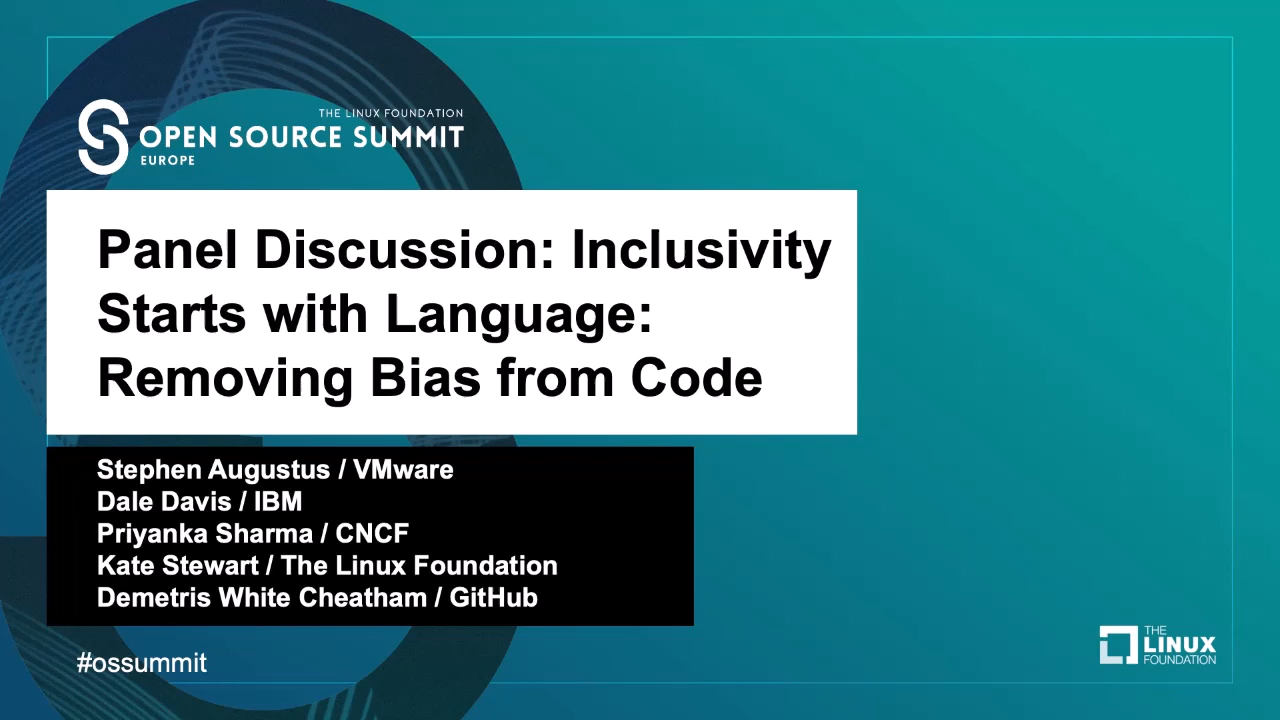 THE LINUX FOUNDATION
OPEN SOURCE SUMMIT
EUROPE
Panel Discussion: Inclusivity
Starts with Language:
Removing Bias from Code
Stephen Augustus / VMware
Dale Davis / IBM
Priyanka Sharma / CNCF
Kate Stewart / The Linux Foundation
Demetris White Cheatham / GitHub
#ossummit
THE
LINUX
FOUNDATION